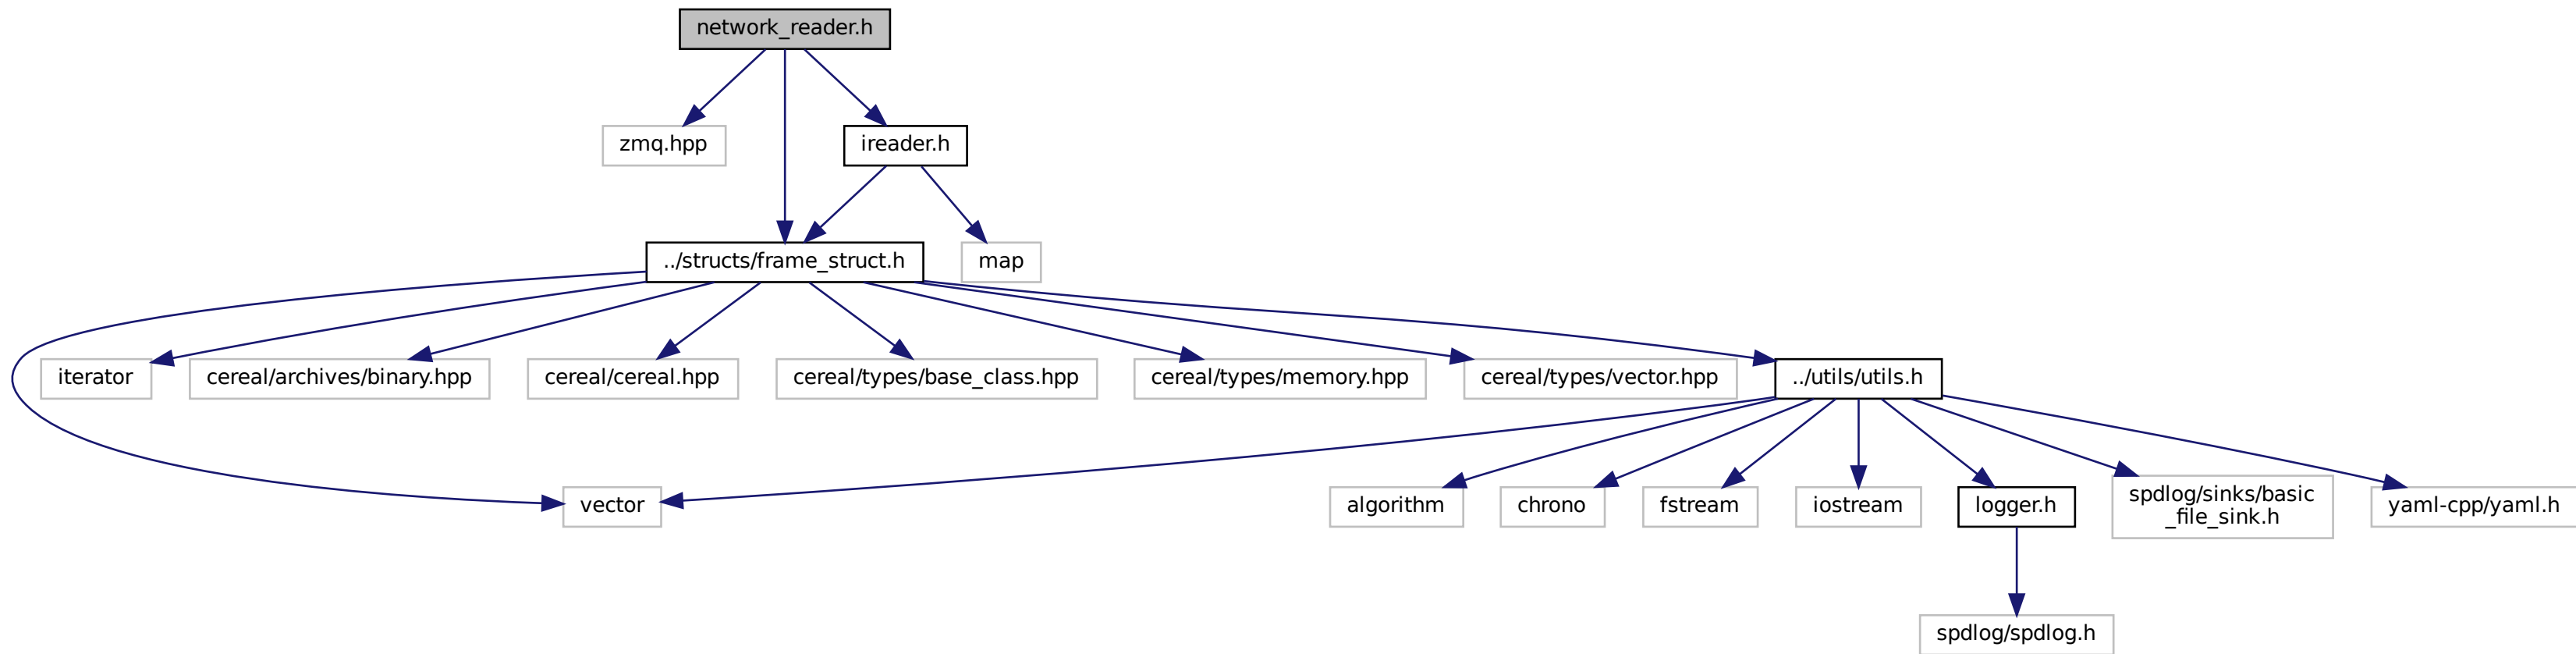 network_reader.h
zmq.hpp
ireader.h
../structs/frame_struct.h
map
iterator
cereal/archives/binary.hpp
cereal/cereal.hpp
cereal/types/base_class.hpp
cereal/types/memory.hpp
cereal/types/vector.hpp
../utils/utils.h
vector
algorithm
chrono
fstream
iostream
logger.h
spdlog/sinks/basic
_file_sink.h
yaml-cpp/yaml.h
spdlog/spdlog.h